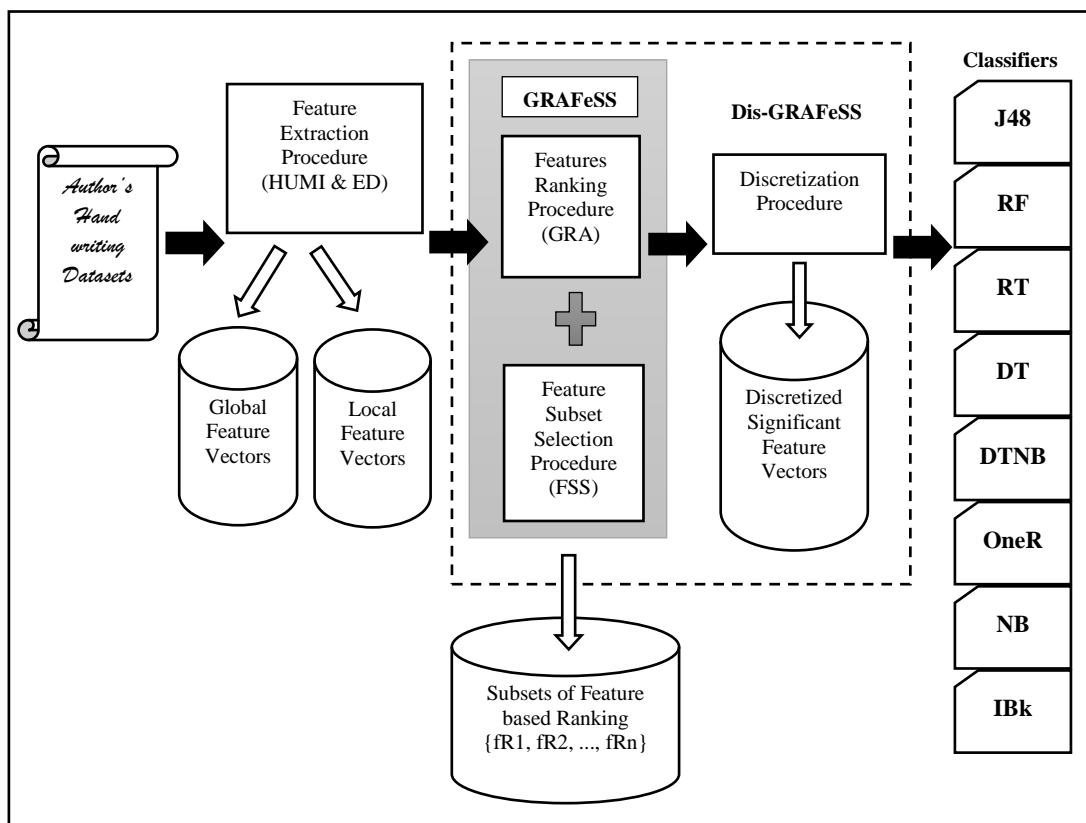 Author's
Hand
writing
Datasets
Feature
Extraction
Procedure
(HUMI & ED)
Global
Feature
Vectors
Local
Feature
Vectors
GRAFeSS
Features
Ranking
Procedure
(GRA)
Feature
Subset
Selection
Procedure
(FSS)
Subsets of Feature
based Ranking
{fR1, fR2, ..., fRn}
Dis-GRAFeSS
Discretization
Procedure
Discretized
Significant
Feature
Vectors
Classifiers
J48
RF
RT
DT
DTNB
OneR
NB
IBk